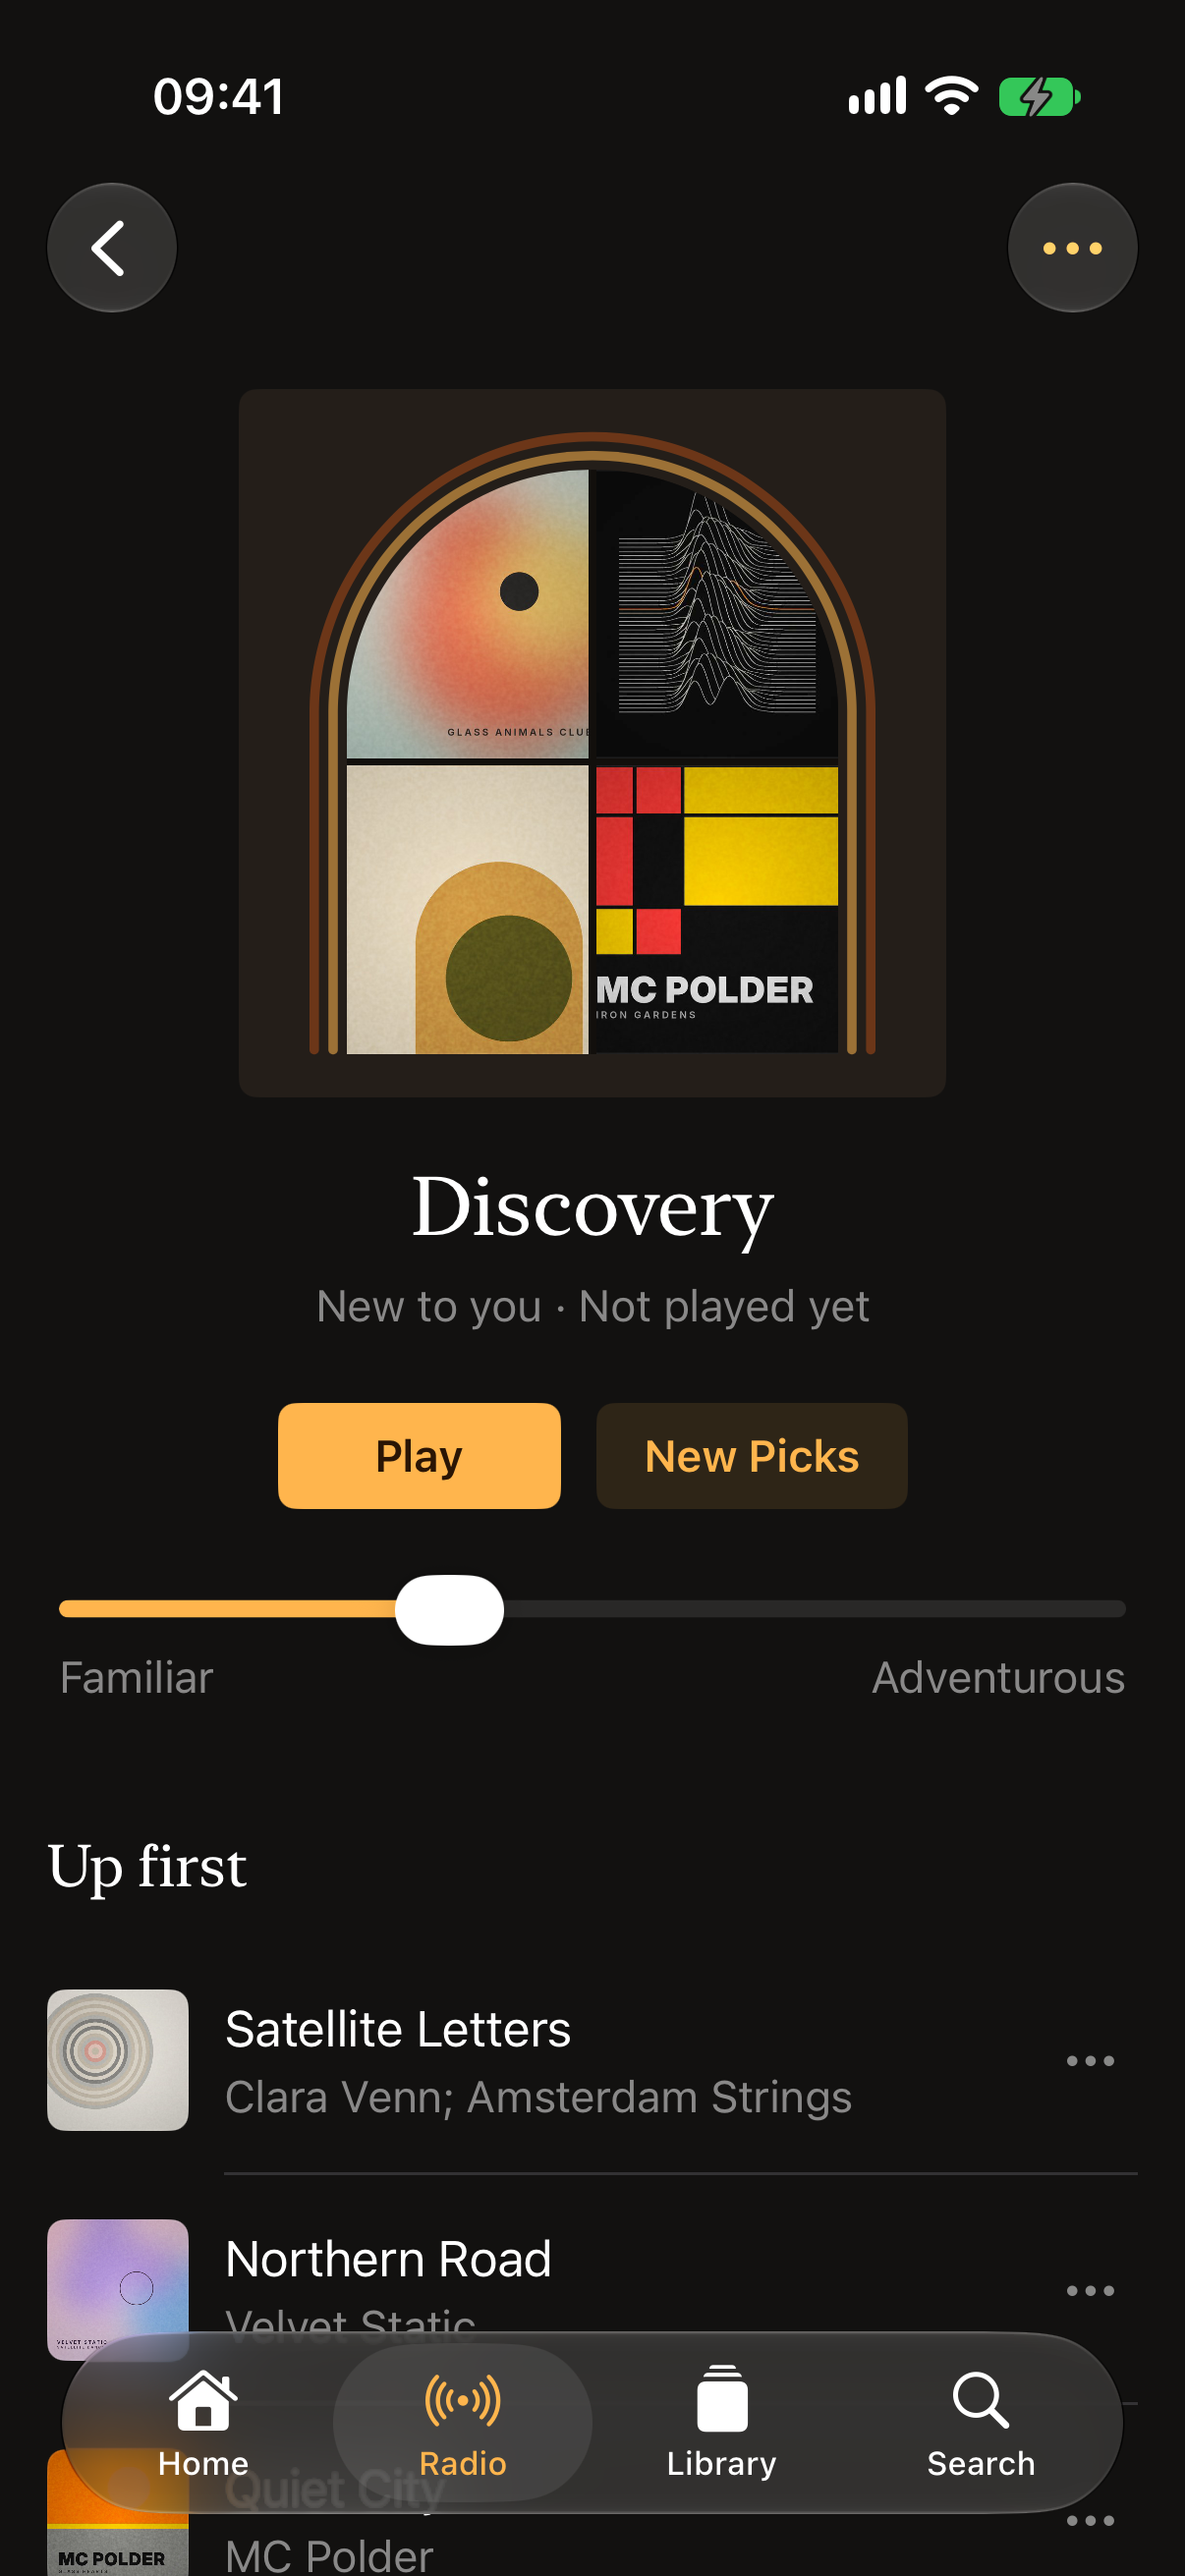 09:41
GLASS ANIMALS CLUB
MC POLDER
IRON GARDENS
Discovery
New to you · Not played yet
Play
New Picks
Familiar
Adventurous
Up first
Satellite Letters
Clara Venn; Amsterdam Strings
VELVET STATIC
Northern Road
Velvet Static
Quiet City
MC POLDER
MC Polder
Home
Radio
Library
Search